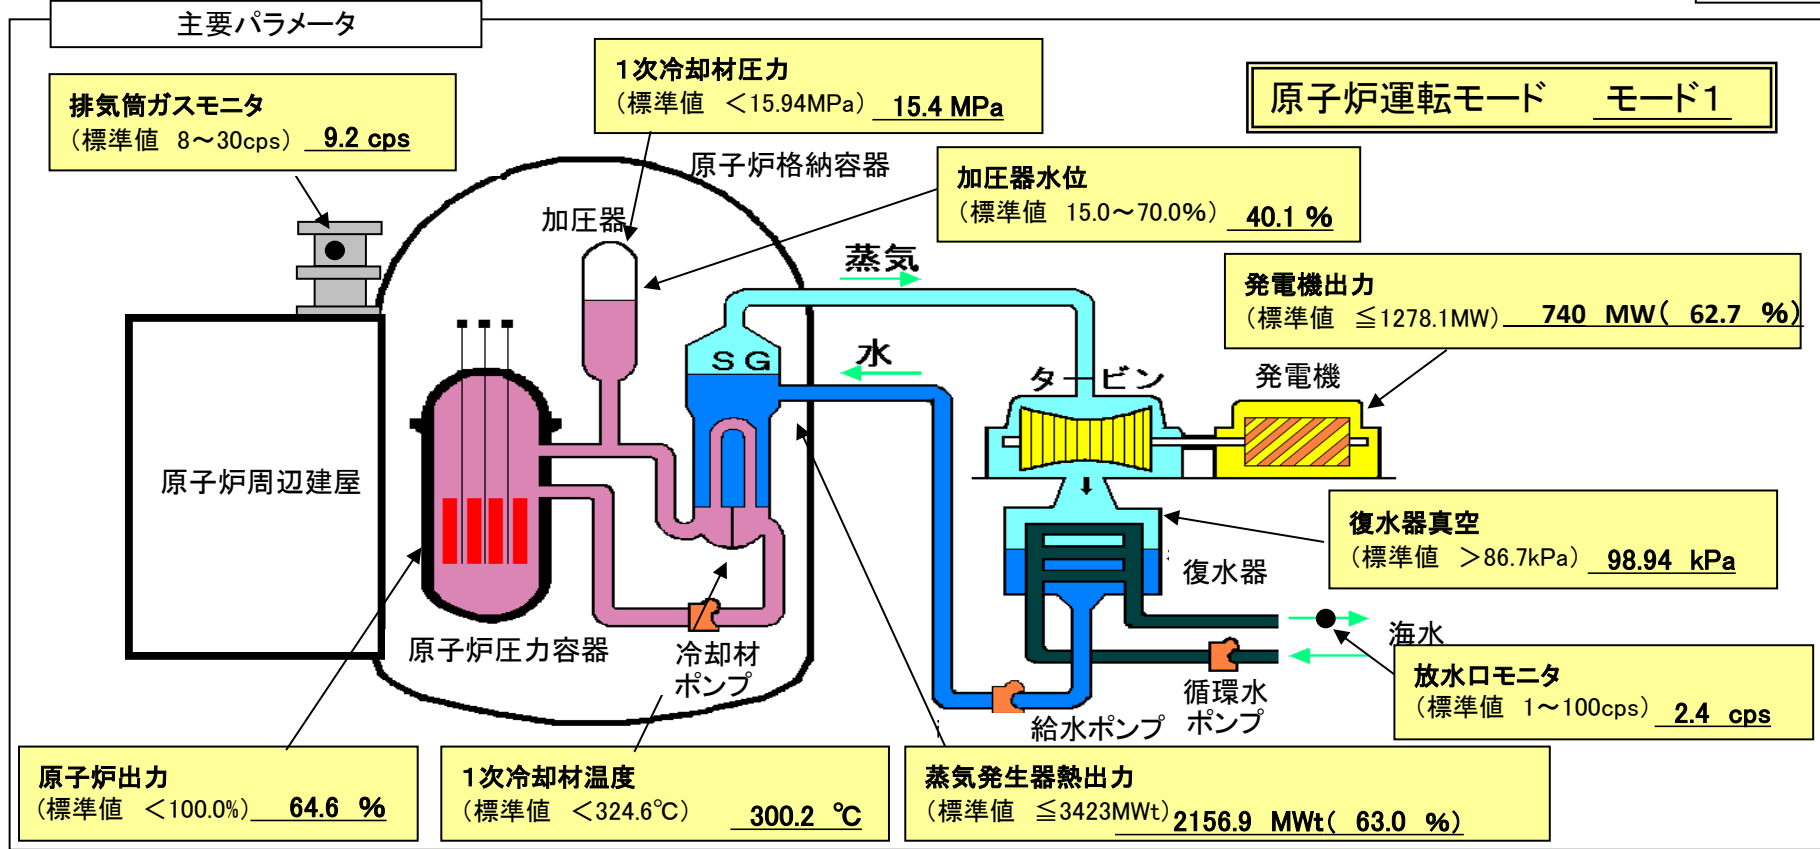 主要パラメータ
排気筒ガスモニタ
(標準値 8～30cps) 9.2 cps
1次冷却材圧力
(標準値 ＜15.94MPa) 15.4 MPa
原子炉運転モード モード1
原子炉格納容器
加圧器水位
(標準値 15.0～70.0%) 40.1 %
加圧器
蒸気
発電機出力
(標準値 ≦1278.1MW) 740 MW( 62.7 %)
SG
水
タービン
発電機
原子炉周辺建屋
復水器真空
(標準値 ＞86.7kPa) 98.94 kPa
復水器
海水
原子炉圧力容器
冷却材
ポンプ
放水口モニタ
(標準値 1～100cps) 2.4 cps
循環水
ポンプ
給水ポンプ
原子炉出力
(標準値 ＜100.0%) 64.6 %
1次冷却材温度
(標準値 ＜324.6℃) 300.2 ℃
蒸気発生器熱出力
(標準値 ≦3423MWt) 2156.9 MWt( 63.0 %)